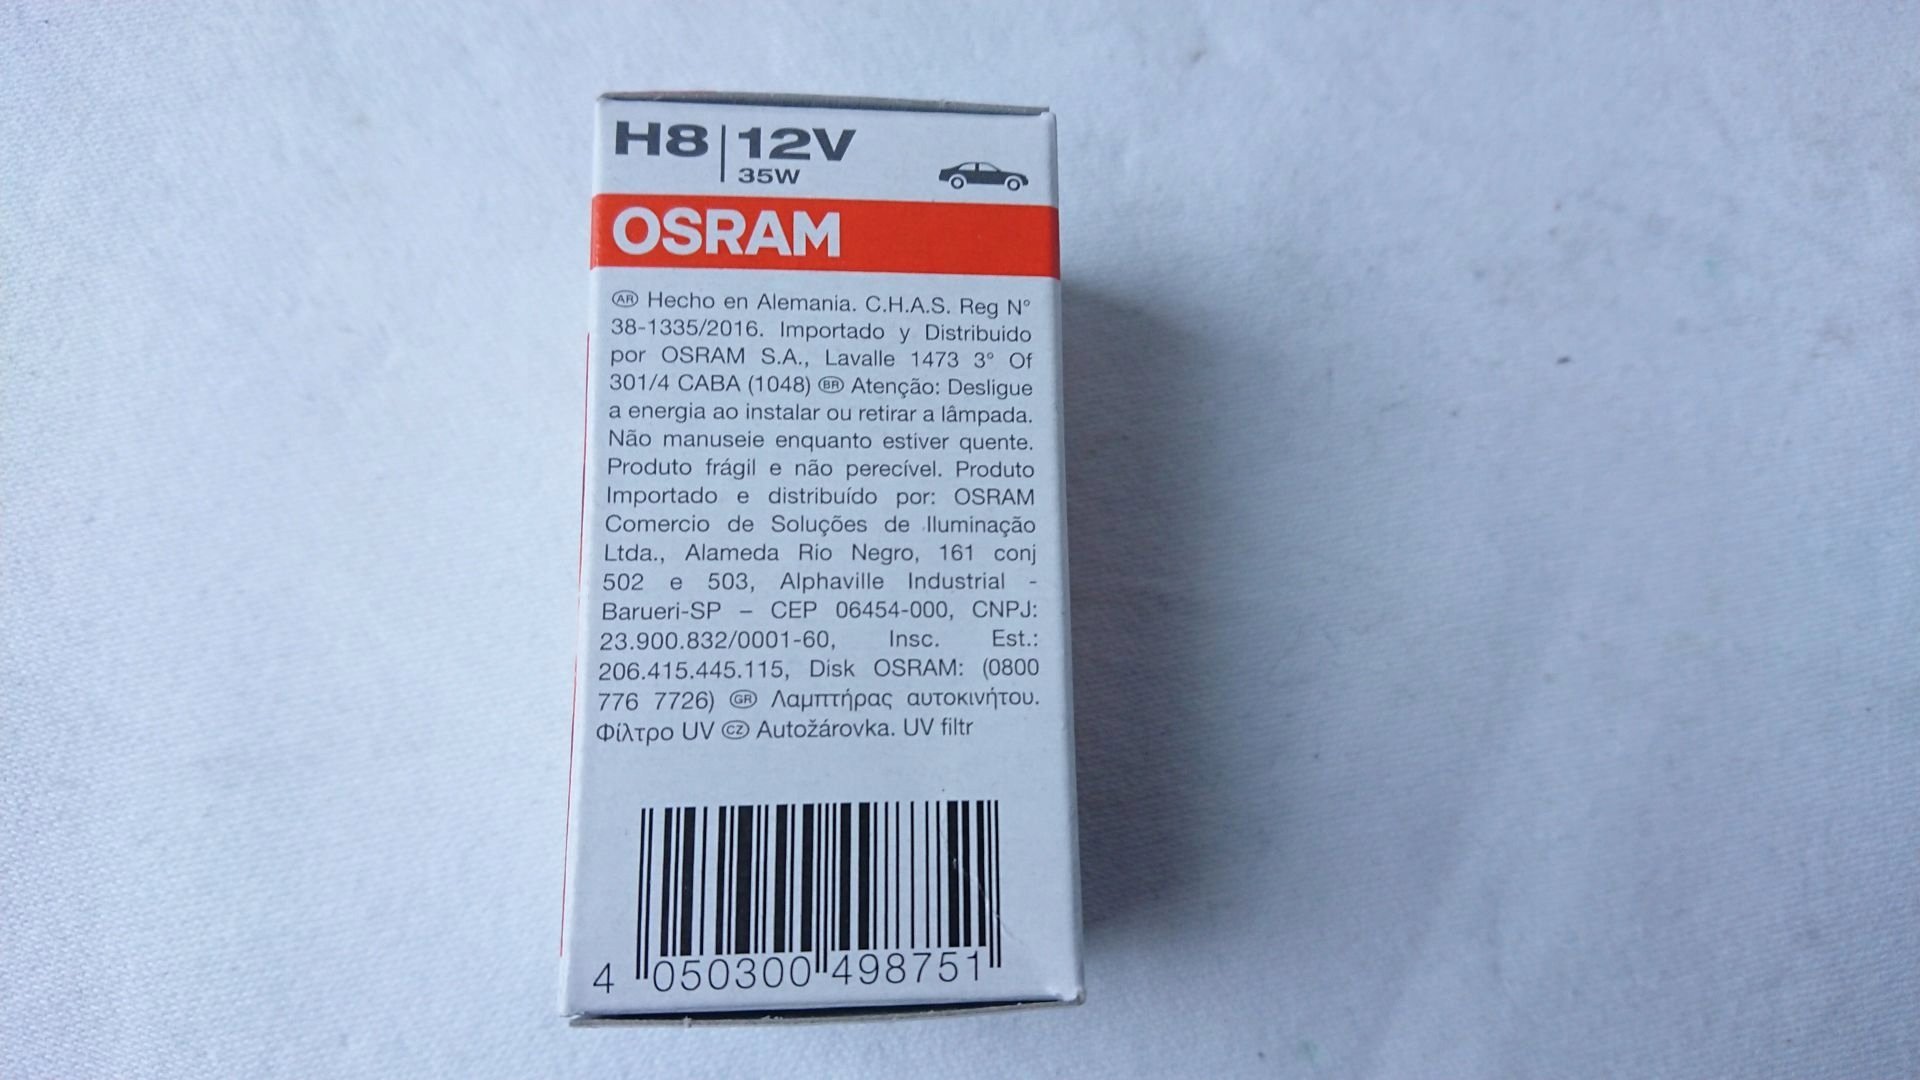 H8 12V
35W
OSRAM
AR Hecho en Alemania. C.H.A.S. Reg N°
38-1335/2016. Importado y Distribuido
por OSRAM S.A., Lavalle 1473 3° Of
301/4 CABA (1048) BR Atenção: Desligue
a energia ao instalar ou retirar a lâmpada.
Não manuseie enquanto estiver quente.
Produto frágil e não perecível. Produto
Importado e distribuído por: OSRAM
Comercio de Soluções de Iluminação
Ltda., Alameda Rio Negro, 161 conj
502 e 503, Alphaville Industrial -
Barueri-SP – CEP 06454-000, CNPJ:
23.900.832/0001-60, Insc. Est.:
206.415.445.115, Disk OSRAM: (0800
776 7726) GR Λαμπτήρας αυτοκινήτου.
Φίλτρο UV CZ Autožárovka. UV filtr
4 050300 498751